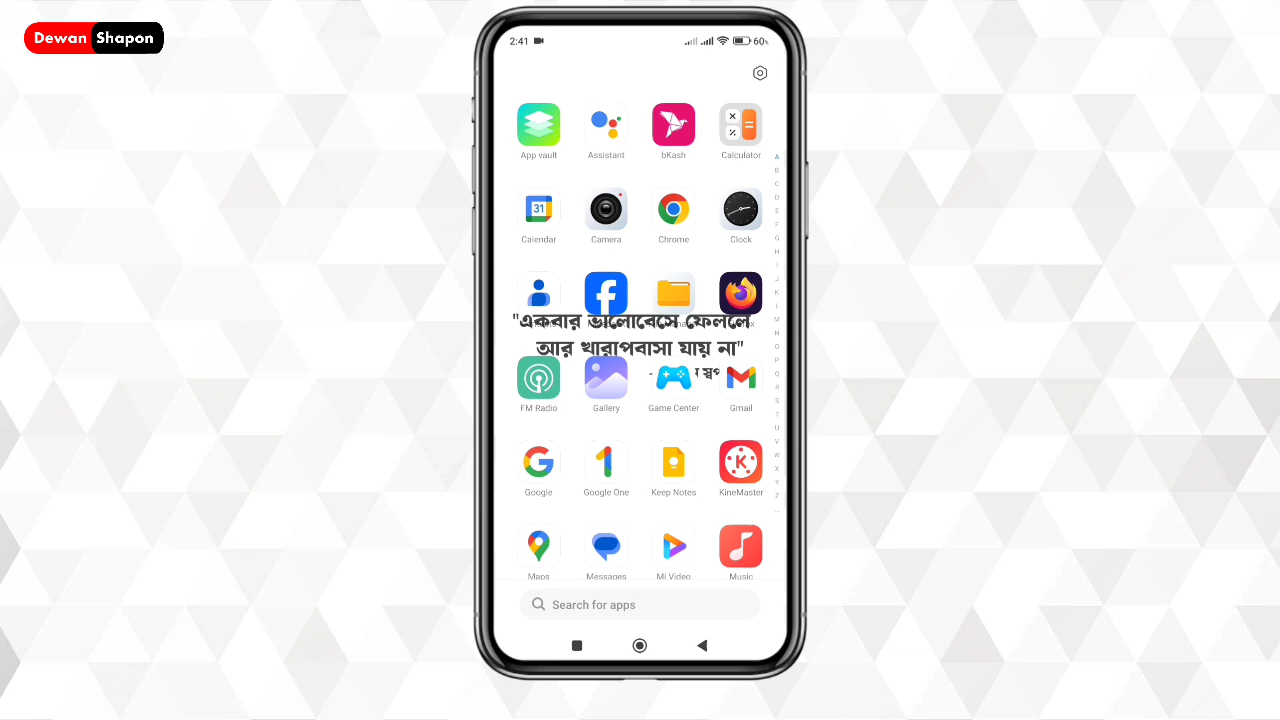 Dewan Shapon
2:41 60%
App vault Assistant bKash Calculator
31
Calendar Camera Chrome Clock
"একবার ভালোবেসে ফেললে
আর খারাপবাসা যায় না"
FM Radio Gallery Game Center Gmail
Google Google One Keep Notes KineMaster
Maps Messages Mi Video Music
Search for apps
A
B
C
D
E
F
G
H
I
J
K
L
M
N
O
P
Q
R
S
T
U
V
W
X
Y
Z
...